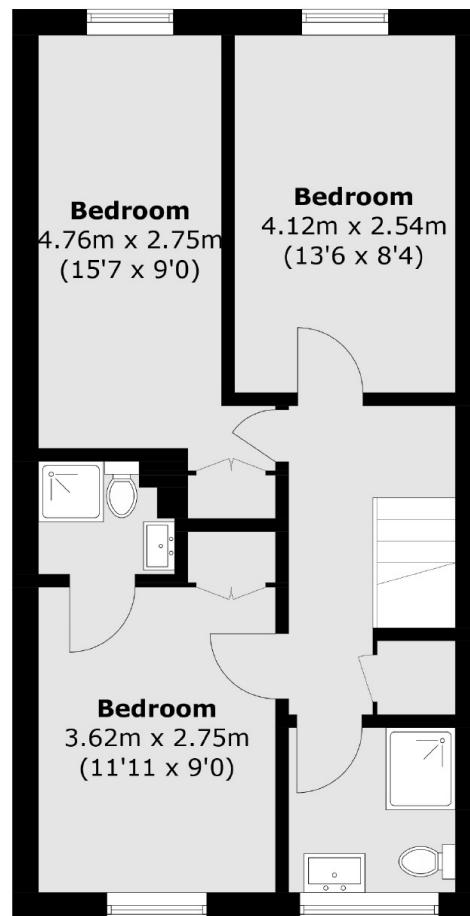 Bedroom
4.76m x 2.75m
(15'7 x 9'0)
Bedroom
4.12m x 2.54m
(13'6 x 8'4)
Bedroom
3.62m x 2.75m
(11'11 x 9'0)